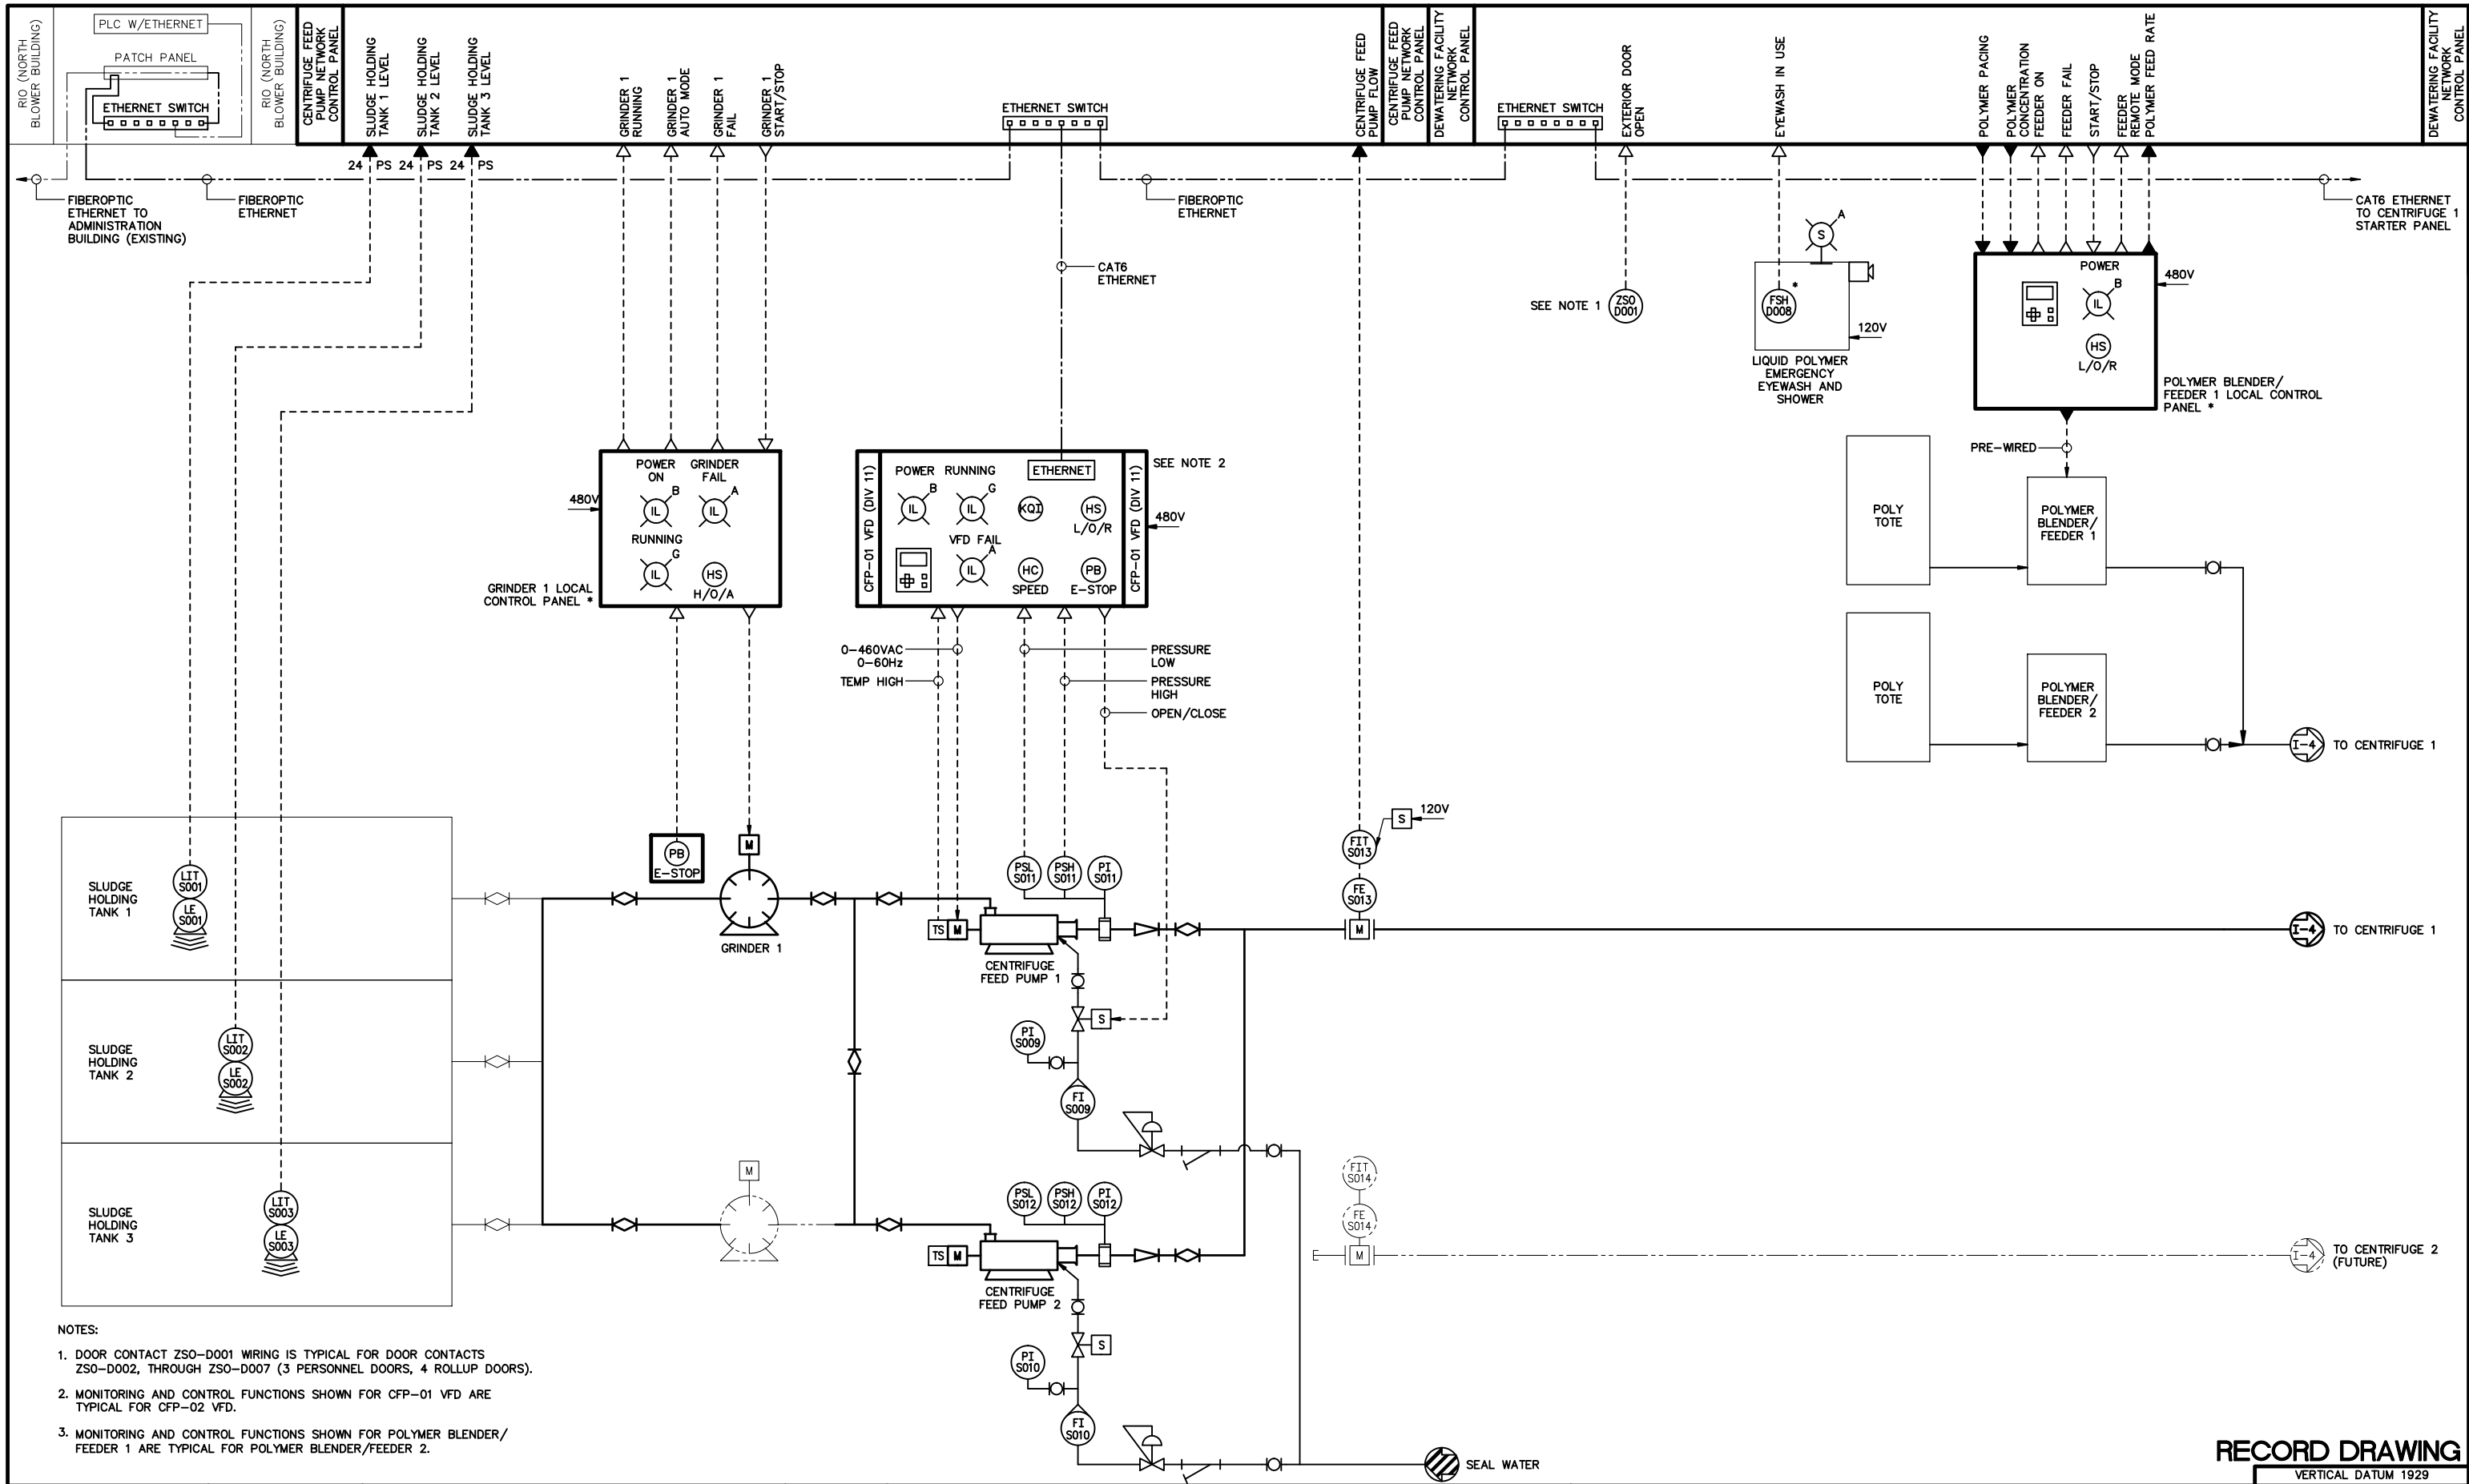 RIO (NORTH
BLOWER BUILDING)
PLC W/ETHERNET
PATCH PANEL
ETHERNET SWITCH
RIO (NORTH
BLOWER BUILDING)
CENTRIFUGE FEED
PUMP NETWORK
CONTROL PANEL
SLUDGE HOLDING
TANK 1 LEVEL
SLUDGE HOLDING
TANK 2 LEVEL
SLUDGE HOLDING
TANK 3 LEVEL
GRINDER 1
RUNNING
GRINDER 1
AUTO MODE
GRINDER 1
FAIL
GRINDER 1
START/STOP
ETHERNET SWITCH
CENTRIFUGE FEED
PUMP FLOW
CENTRIFUGE FEED
PUMP NETWORK
CONTROL PANEL
DEWATERING FACILITY
NETWORK
CONTROL PANEL
ETHERNET SWITCH
EXTERIOR DOOR
OPEN
EYEWASH IN USE
POLYMER PACING
POLYMER
CONCENTRATION
FEEDER ON
FEEDER FAIL
START/STOP
FEEDER
REMOTE MODE
POLYMER FEED RATE
DEWATERING FACILITY
NETWORK
CONTROL PANEL
24 PS 24 PS 24 PS
FIBEROPTIC
ETHERNET TO
ADMINISTRATION
BUILDING (EXISTING)
FIBEROPTIC
ETHERNET
FIBEROPTIC
ETHERNET
CAT6 ETHERNET
TO CENTRIFUGE 1
STARTER PANEL
CAT6
ETHERNET
SEE NOTE 1
ZSO
D001
A
S
*
FSH
D008
120V
LIQUID POLYMER
EMERGENCY
EYEWASH AND
SHOWER
POWER
B
IL
HS
L/O/R
480V
POLYMER BLENDER/
FEEDER 1 LOCAL CONTROL
PANEL *
PRE-WIRED
480V
POWER
ON
GRINDER
FAIL
B
IL
A
IL
RUNNING
G
IL
HS
H/O/A
GRINDER 1 LOCAL
CONTROL PANEL *
CFP-01 VFD (DIV 11)
POWER RUNNING
ETHERNET
B
IL
G
IL
KQI
HS
L/O/R
VFD FAIL
A
IL
HC
SPEED
PB
E-STOP
CFP-01 VFD (DIV 11)
SEE NOTE 2
480V
0-460VAC
0-60Hz
TEMP HIGH
PRESSURE
LOW
PRESSURE
HIGH
OPEN/CLOSE
POLY
TOTE
POLYMER
BLENDER/
FEEDER 1
POLY
TOTE
POLYMER
BLENDER/
FEEDER 2
I-4
TO CENTRIFUGE 1
SLUDGE
HOLDING
TANK 1
LIT
S001
LE
S001
PB
E-STOP
M
GRINDER 1
PSL
S011
PSH
S011
PI
S011
TS M
CENTRIFUGE
FEED PUMP 1
FIT
S013
S
120V
FE
S013
M
I-4
TO CENTRIFUGE 1
SLUDGE
HOLDING
TANK 2
LIT
S002
LE
S002
S
PI
S009
FI
S009
SLUDGE
HOLDING
TANK 3
LIT
S003
LE
S003
M
PSL
S012
PSH
S012
PI
S012
TS M
CENTRIFUGE
FEED PUMP 2
FIT
S014
FE
S014
M
I-4
TO CENTRIFUGE 2
(FUTURE)
S
PI
S010
FI
S010
SEAL WATER
NOTES:
1. DOOR CONTACT ZSO-D001 WIRING IS TYPICAL FOR DOOR CONTACTS
ZSO-D002, THROUGH ZSO-D007 (3 PERSONNEL DOORS, 4 ROLLUP DOORS).
2. MONITORING AND CONTROL FUNCTIONS SHOWN FOR CFP-01 VFD ARE
TYPICAL FOR CFP-02 VFD.
3. MONITORING AND CONTROL FUNCTIONS SHOWN FOR POLYMER BLENDER/
FEEDER 1 ARE TYPICAL FOR POLYMER BLENDER/FEEDER 2.
RECORD DRAWING
VERTICAL DATUM 1929